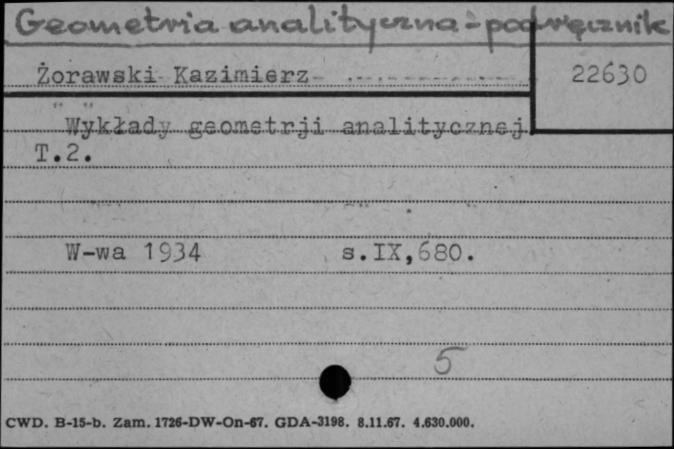 Geometria analityczna - podręcznik
Żorawski Kazimierz
22630
Wykłady geometrji analitycznej
T.2.
W-wa 1934 s.IX,680.
5
CWD. B-15-b. Zam. 1726-DW-On-67. GDA-3198. 8.11.67. 4.630.000.